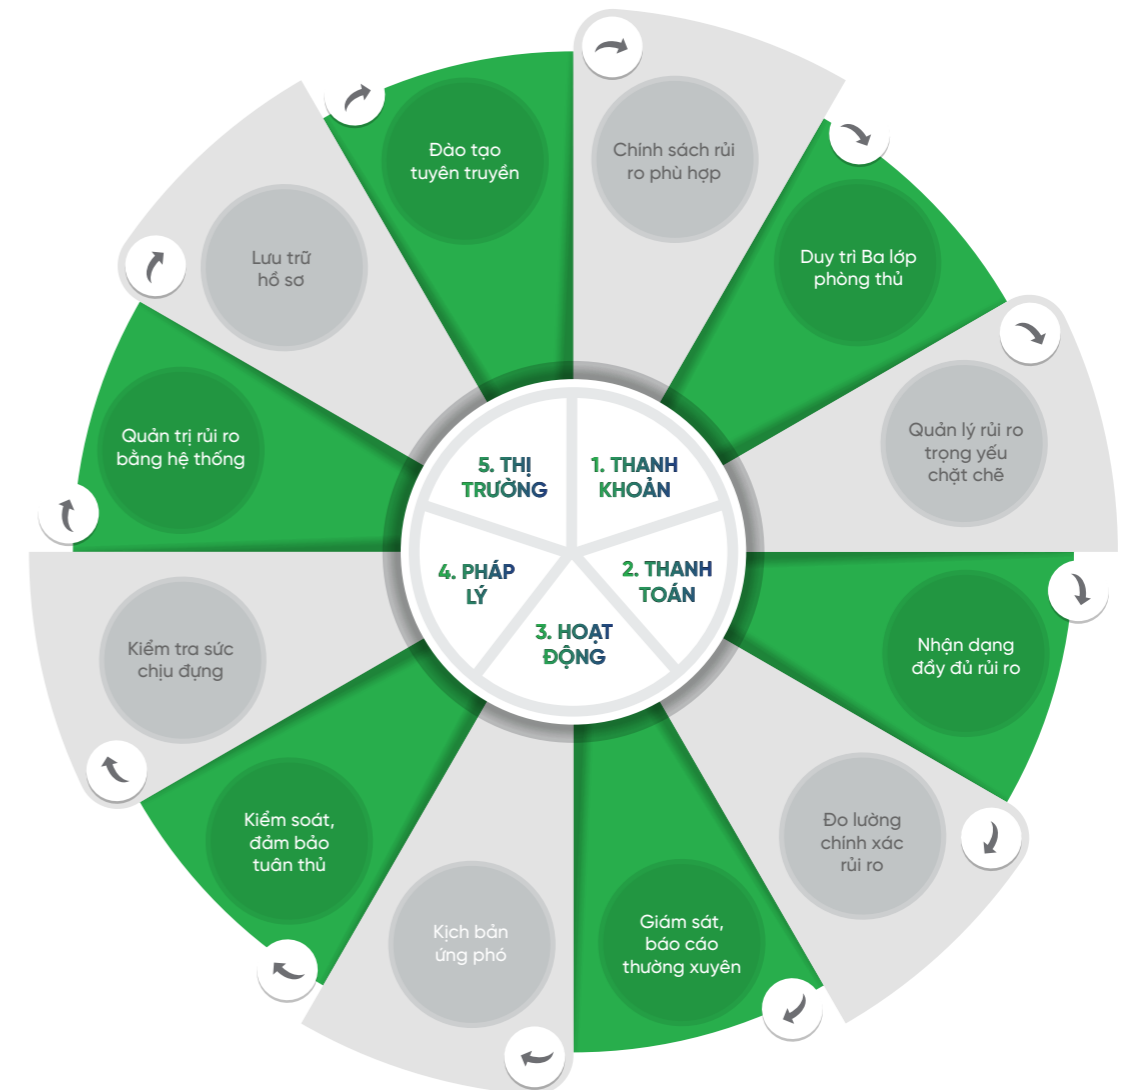 Chính sách rủi
ro phù hợp
Duy trì Ba lớp
phòng thủ
Quản lý rủi ro
trọng yếu
chặt chẽ
Nhận dạng
đầy đủ rủi ro
Đo lường
chính xác
rủi ro
Giám sát,
báo cáo
thường xuyên
Kịch bản
ứng phó
Kiểm soát,
đảm bảo
tuân thủ
Kiểm tra sức
chịu đựng
Quản trị rủi ro
bằng hệ thống
Lưu trữ
hồ sơ
Đào tạo
tuyên truyền
1. THANH
KHOẢN
2. THANH
TOÁN
3. HOẠT
ĐỘNG
4. PHÁP
LÝ
5. THỊ
TRƯỜNG